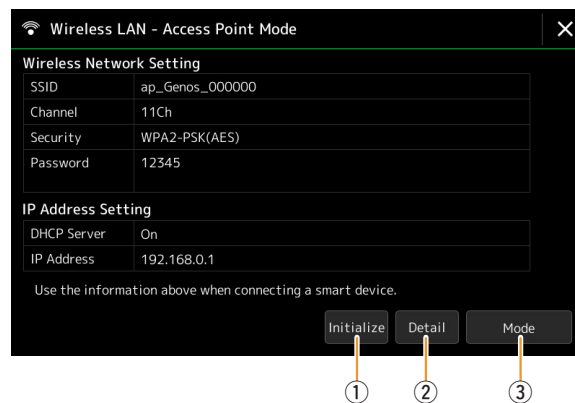 Wireless LAN - Access Point Mode
Wireless Network Setting
SSID ap_Genos_000000
Channel 11Ch
Security WPA2-PSK(AES)
Password 12345
IP Address Setting
DHCP Server On
IP Address 192.168.0.1
Use the information above when connecting a smart device.
Initialize Detail Mode
① ② ③